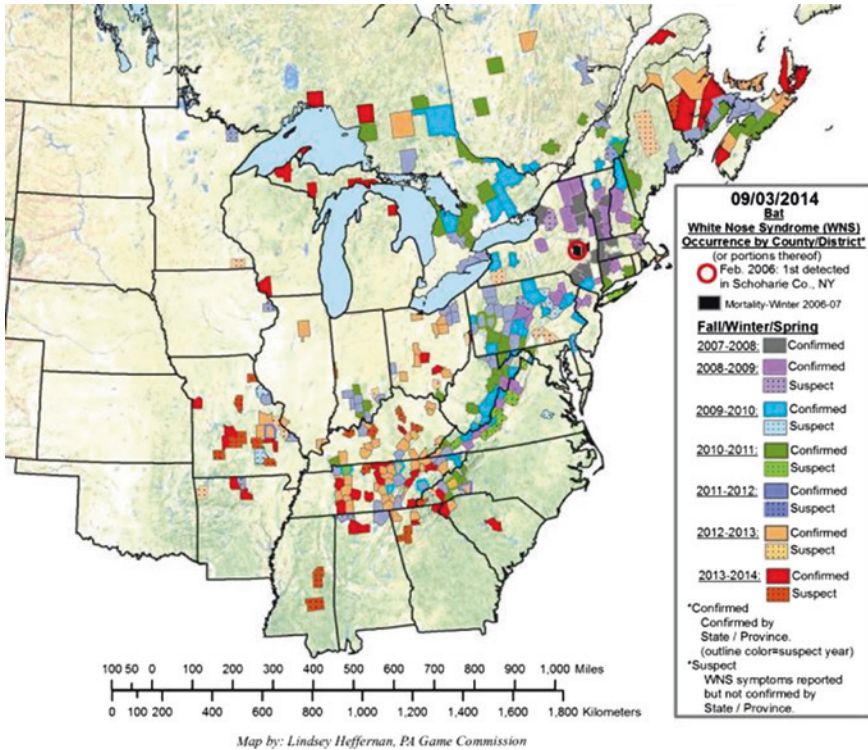 09/03/2014
Bat
White Nose Syndrome (WNS)
Occurrence by County/District*
(or portions thereof)
Feb. 2006: 1st detected
in Schoharie Co., NY
Mortality-Winter 2006-07
Fall/Winter/Spring
2007-2008: Confirmed
2008-2009: Confirmed
Suspect
2009-2010: Confirmed
Suspect
2010-2011: Confirmed
Suspect
2011-2012: Confirmed
Suspect
2012-2013: Confirmed
Suspect
2013-2014: Confirmed
Suspect
*Confirmed
Confirmed by
State / Province.
(outline color=suspect year)
*Suspect
WNS symptoms reported
but not confirmed by
State / Province.
100 50 0 100 200 300 400 500 600 700 800 900 1,000 Miles
0 100 200 400 600 800 1,000 1,200 1,400 1,600 1,800 Kilometers
Map by: Lindsey Heffernan, PA Game Commission